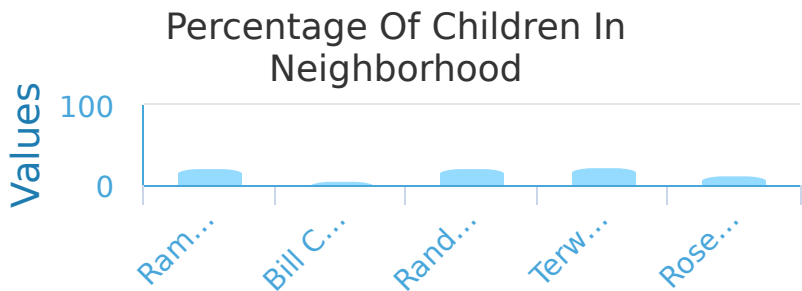 Percentage Of Children In
Neighborhood
Values
100
0
Ram...
Bill C...
Rand...
Terw...
Rose...